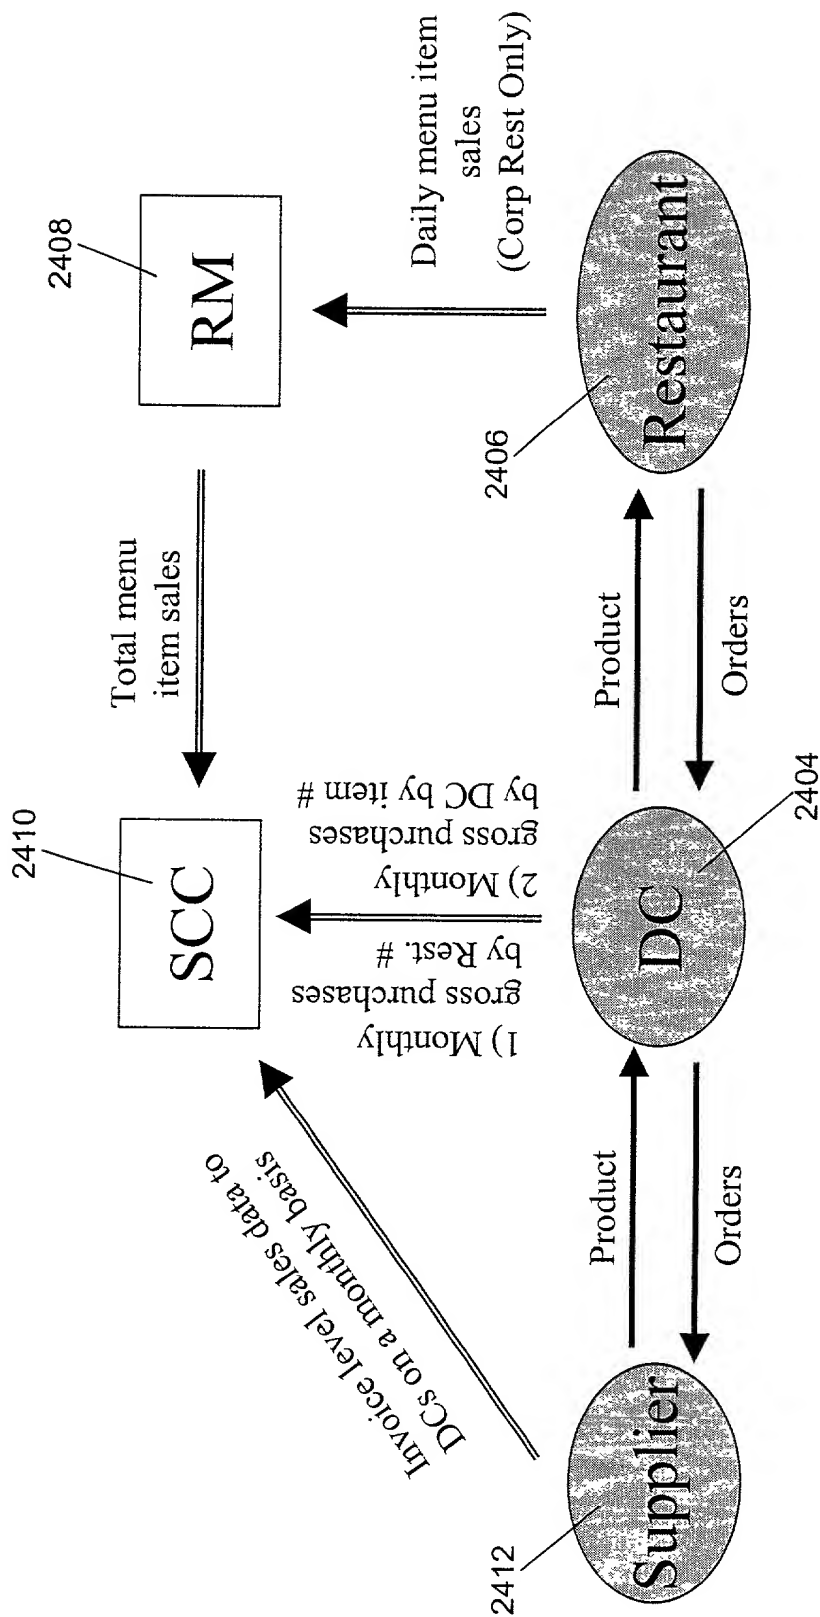 2410
SCC
Total menu
item sales
2408
RM
Invoice level sales data to
DCs on a monthly basis
1) Monthly
gross purchases
by Rest. #
2) Monthly
gross purchases
by DC by item #
Daily menu item
sales
(Corp Rest Only)
2412
Supplier
Product
Orders
DC
2404
Product
Orders
2406
Restaurant